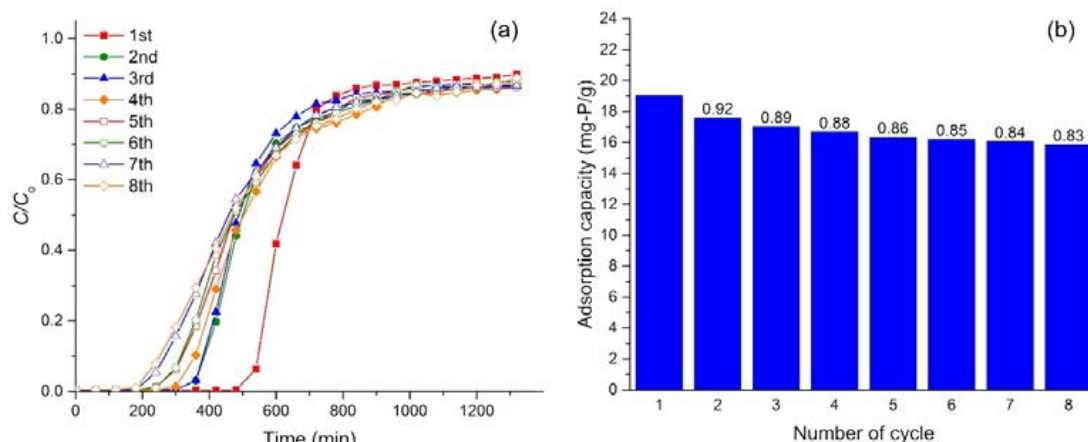 (a)
1st
2nd
3rd
4th
5th
6th
7th
8th
1.0
0.8
0.6
0.4
0.2
0.0
C/C₀
0 200 400 600 800 1000 1200
Time (min)
(b)
24
22
20
18
16
14
12
10
8
6
4
2
0
Adsorption capacity (mg-P/g)
0.92 0.89 0.88 0.86 0.85 0.84 0.83
1 2 3 4 5 6 7 8
Number of cycle